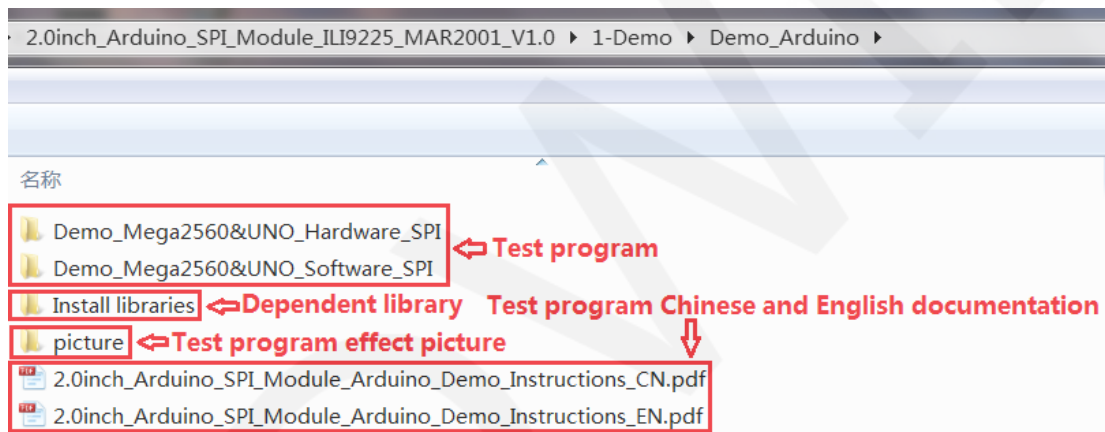 2.0inch_Arduino_SPI_Module_ILI9225_MAR2001_V1.0 ▸ 1-Demo ▸ Demo_Arduino ▸
名称
Demo_Mega2560&UNO_Hardware_SPI
Test program
Demo_Mega2560&UNO_Software_SPI
Install libraries
Dependent library
Test program Chinese and English documentation
picture
Test program effect picture
2.0inch_Arduino_SPI_Module_Arduino_Demo_Instructions_CN.pdf
2.0inch_Arduino_SPI_Module_Arduino_Demo_Instructions_EN.pdf